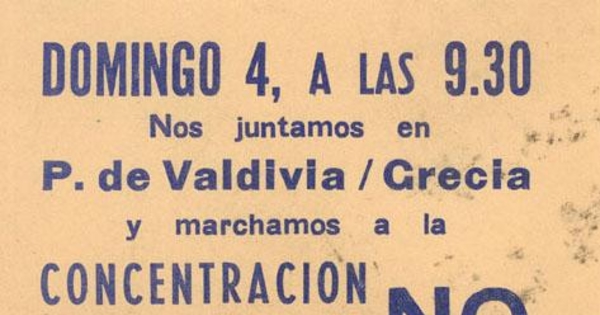 DOMINGO 4, A LAS 9.30
Nos juntamos en
P. de Valdivia / Grecia
y marchamos a la
CONCENTRACION
NO